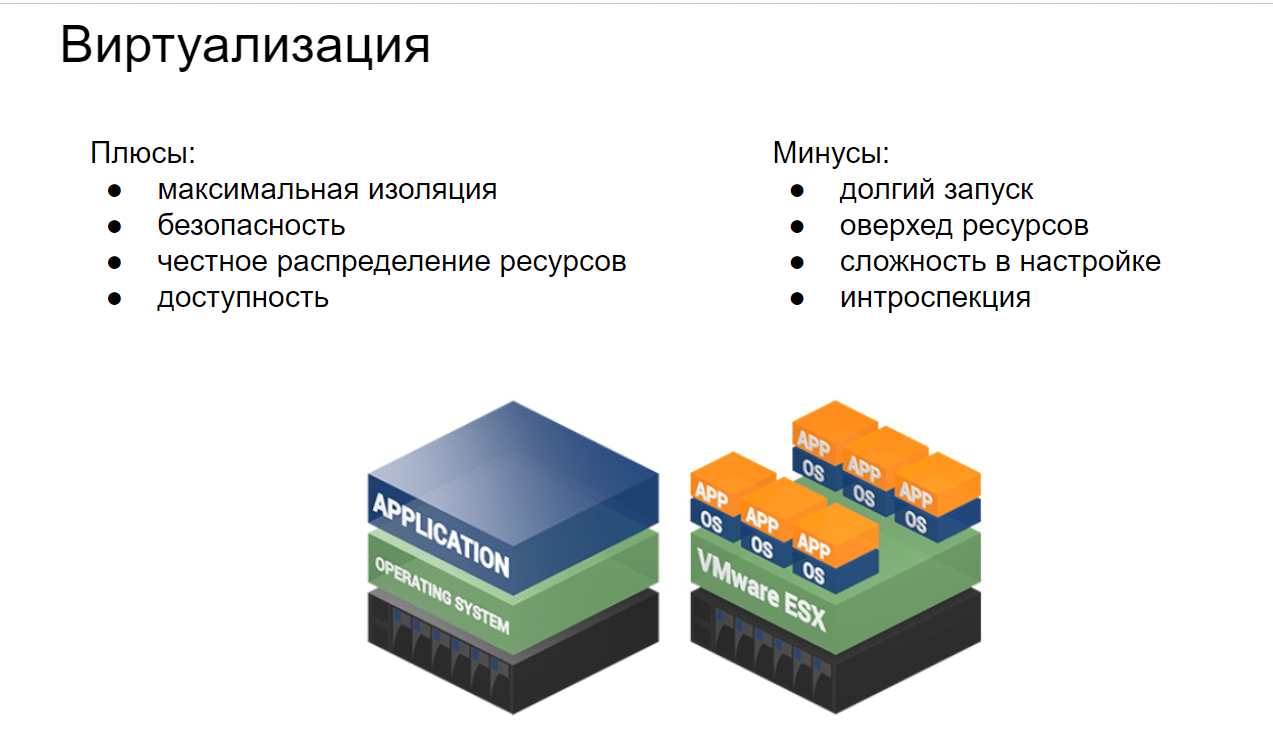 Виртуализация
Плюсы:
● максимальная изоляция
● безопасность
● честное распределение ресурсов
● доступность
Минусы:
● долгий запуск
● оверхед ресурсов
● сложность в настройке
● интроспекция
APPLICATION
OPERATING SYSTEM
APP
OS
APP
OS
APP
OS
APP
OS
APP
OS
APP
OS
VMware ESX